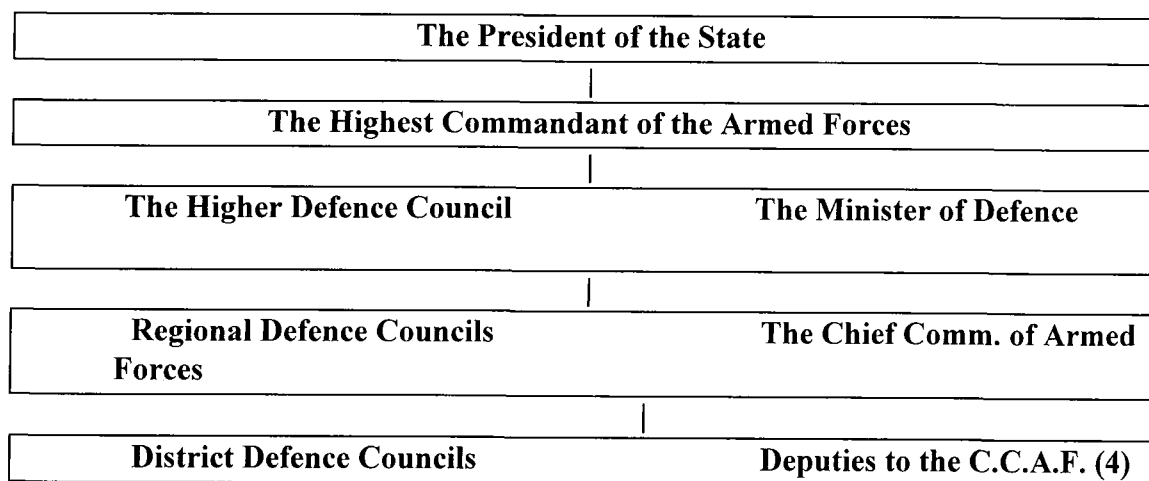 The President of the State
The Highest Commandant of the Armed Forces
The Higher Defence Council The Minister of Defence
Regional Defence Councils The Chief Comm. of Armed
Forces
District Defence Councils Deputies to the C.C.A.F. (4)